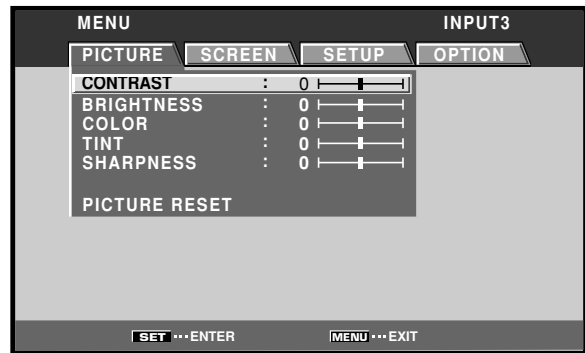 MENU INPUT3
PICTURE SCREEN SETUP OPTION
CONTRAST : 0
BRIGHTNESS : 0
COLOR : 0
TINT : 0
SHARPNESS : 0
PICTURE RESET
SET ••• ENTER MENU ••• EXIT